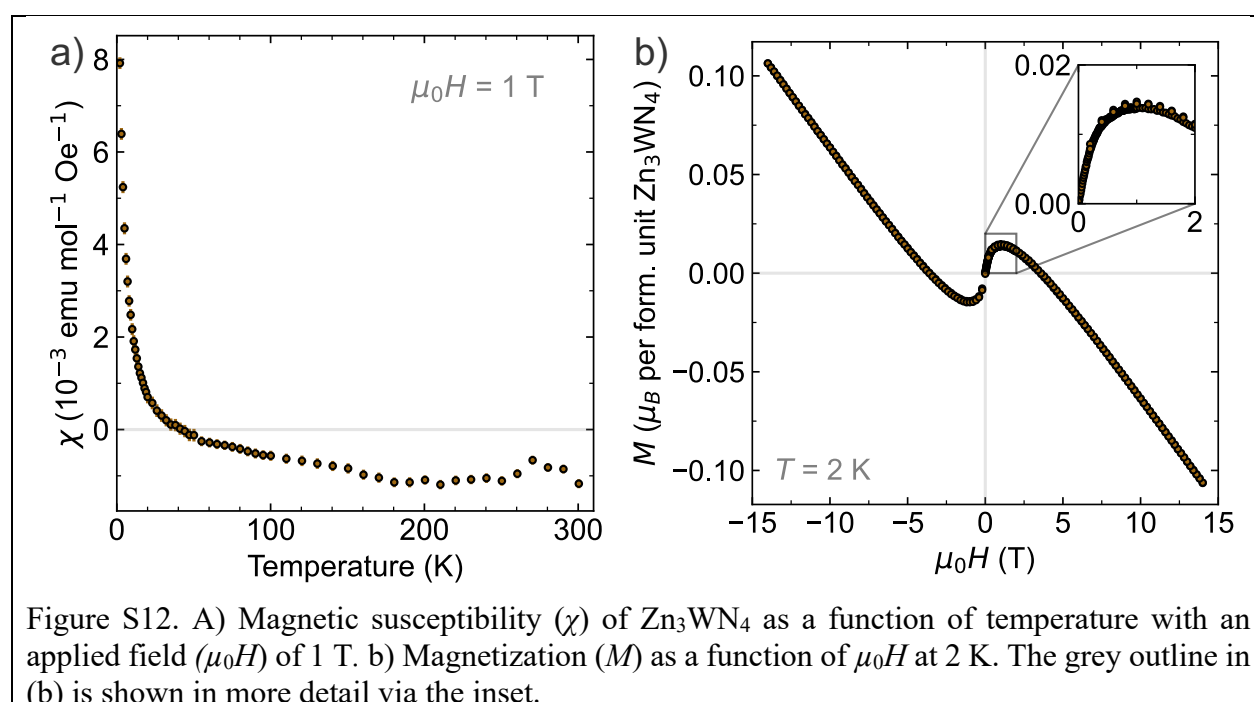 a)
μ₀H = 1 T
8
6
4
2
0
χ (10⁻³ emu mol⁻¹ Oe⁻¹)
0 100 200 300
Temperature (K)
b)
0.10
0.05
0.00
−0.05
−0.10
M (μ_B per form. unit Zn₃WN₄)
0.02
0.00
0 2
T = 2 K
−15 −10 −5 0 5 10 15
μ₀H (T)
Figure S12. A) Magnetic susceptibility (χ) of Zn₃WN₄ as a function of temperature with an
applied field (μ₀H) of 1 T. b) Magnetization (M) as a function of μ₀H at 2 K. The grey outline in
(b) is shown in more detail via the inset.